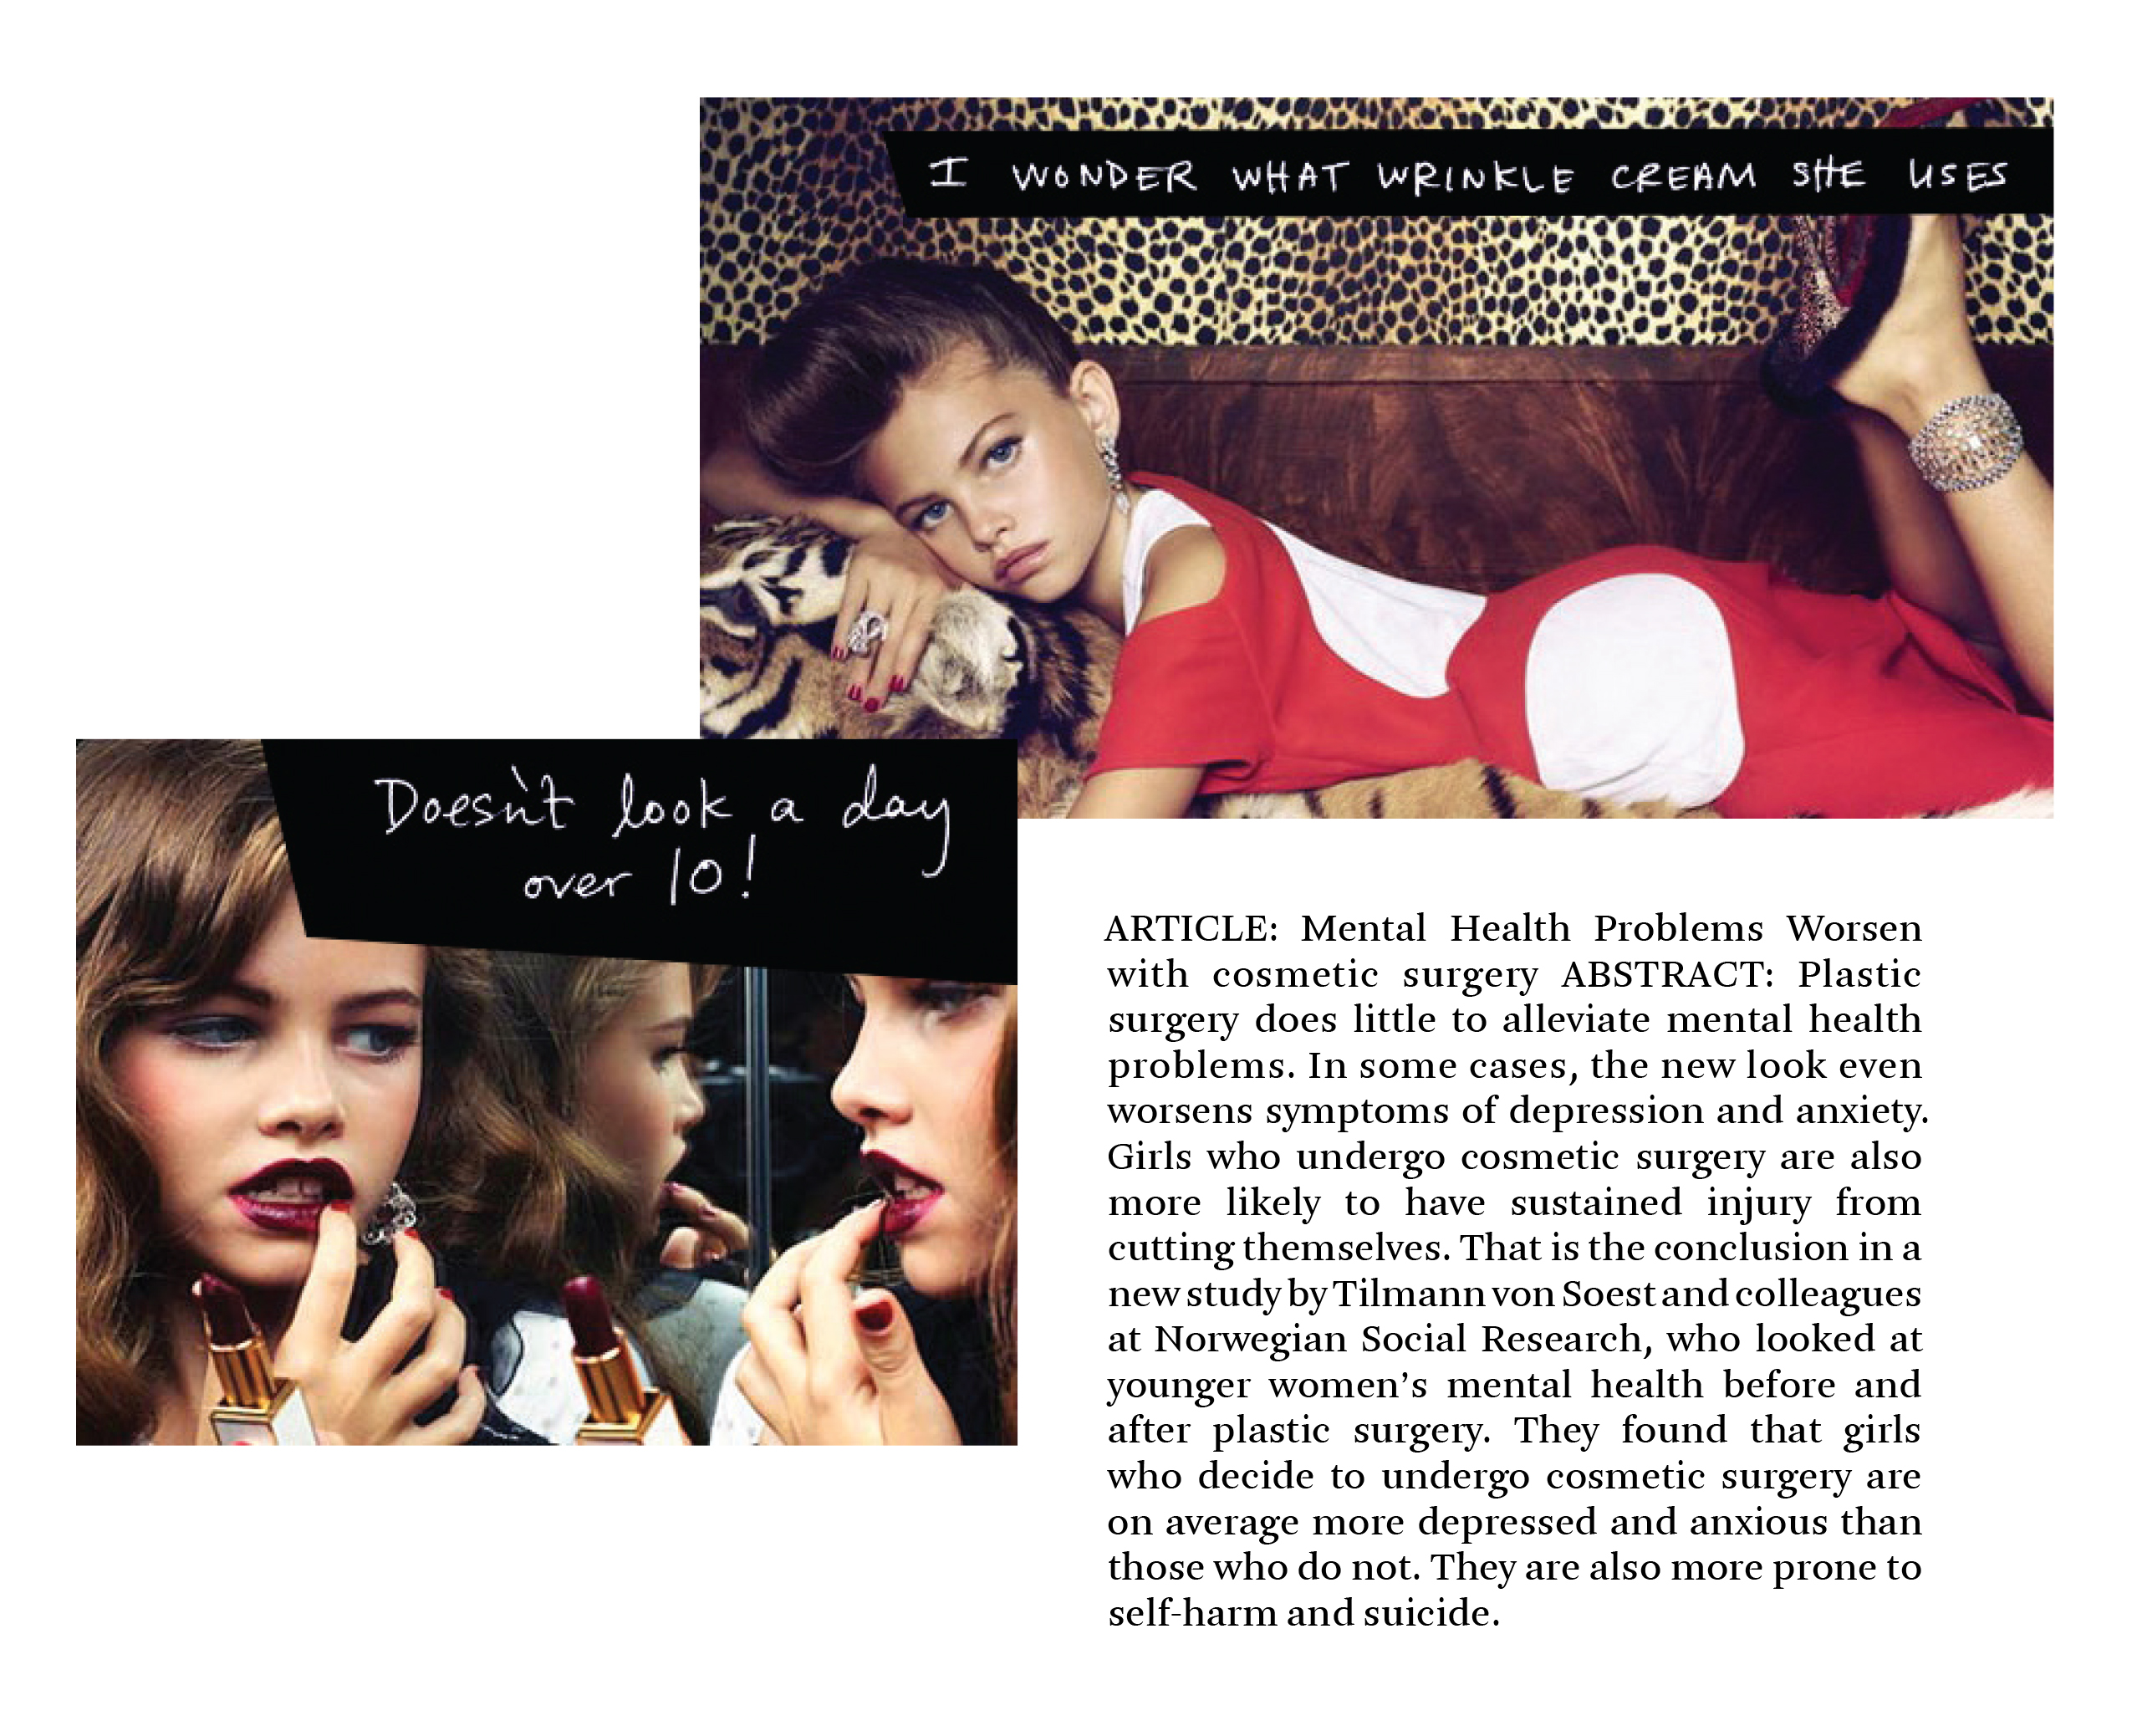 I WONDER WHAT WRINKLE CREAM SHE USES
Doesn't look a day
over 10!
ARTICLE: Mental Health Problems Worsen
with cosmetic surgery ABSTRACT: Plastic
surgery does little to alleviate mental health
problems. In some cases, the new look even
worsens symptoms of depression and anxiety.
Girls who undergo cosmetic surgery are also
more likely to have sustained injury from
cutting themselves. That is the conclusion in a
new study by Tilmann von Soest and colleagues
at Norwegian Social Research, who looked at
younger women’s mental health before and
after plastic surgery. They found that girls
who decide to undergo cosmetic surgery are
on average more depressed and anxious than
those who do not. They are also more prone to
self-harm and suicide.